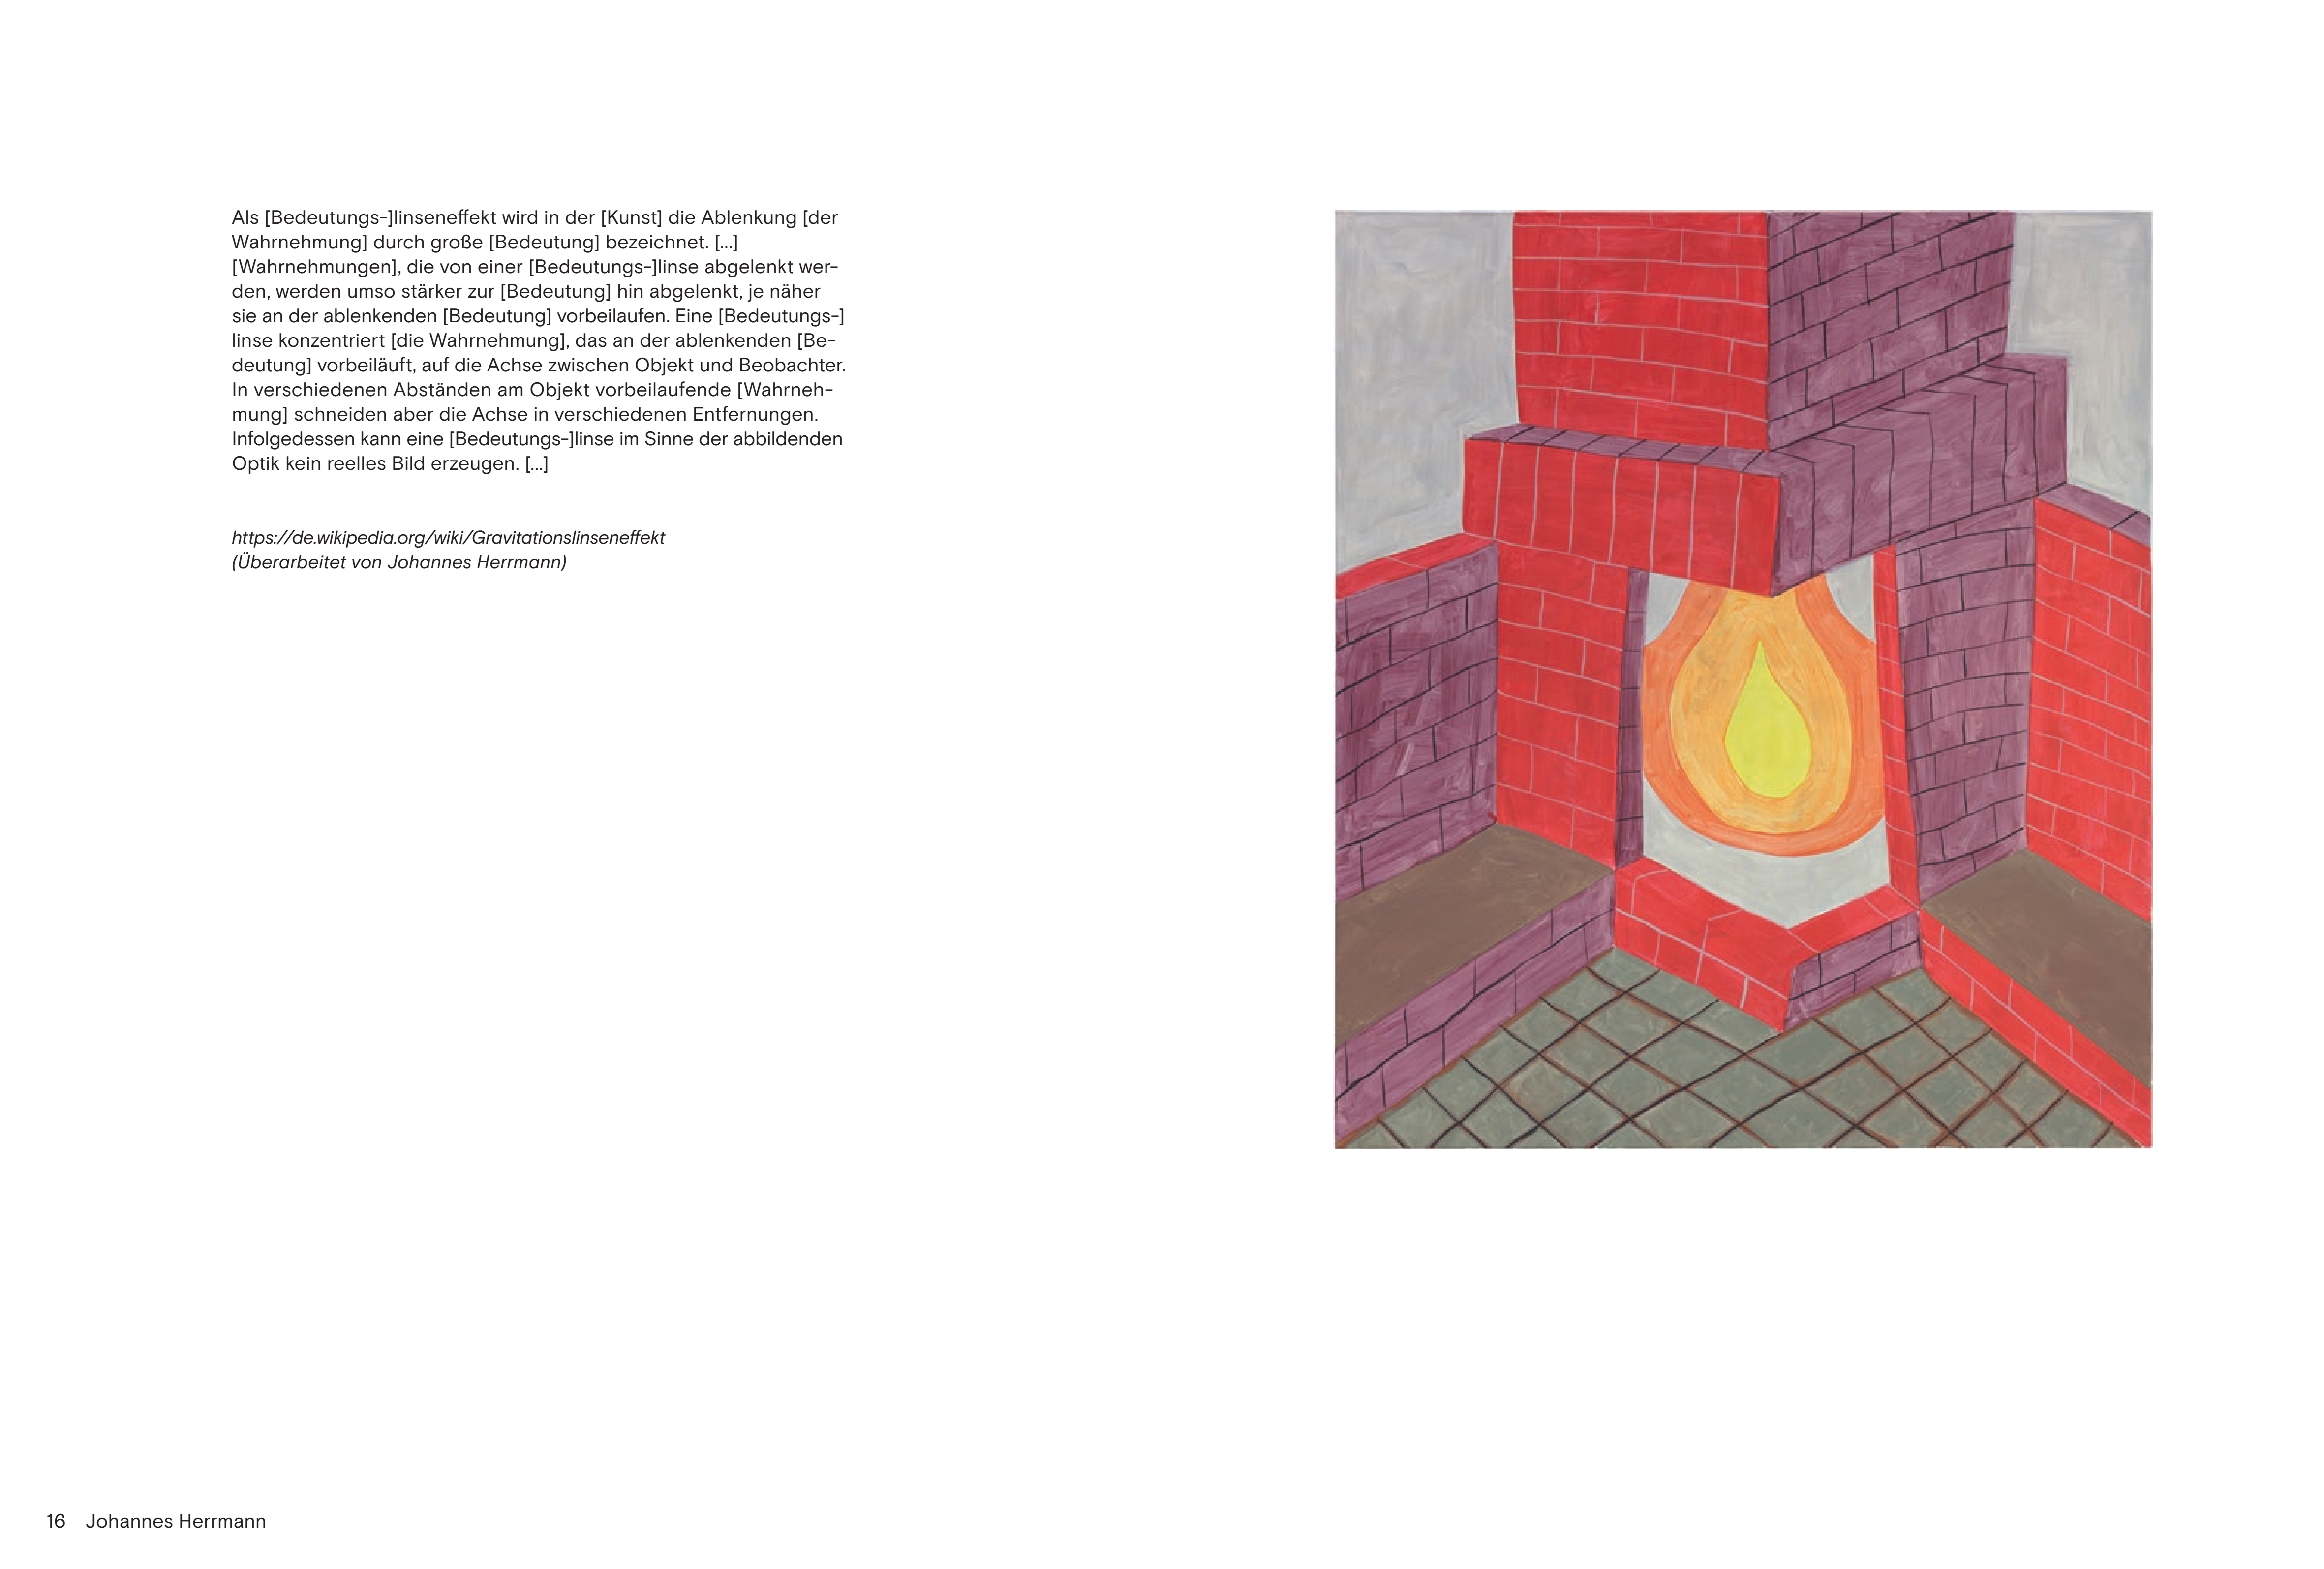 Als [Bedeutungs-]linseneffekt wird in der [Kunst] die Ablenkung [der
Wahrnehmung] durch große [Bedeutung] bezeichnet. [...]
[Wahrnehmungen], die von einer [Bedeutungs-]linse abgelenkt wer-
den, werden umso stärker zur [Bedeutung] hin abgelenkt, je näher
sie an der ablenkenden [Bedeutung] vorbeilaufen. Eine [Bedeutungs-]
linse konzentriert [die Wahrnehmung], das an der ablenkenden [Be-
deutung] vorbeiläuft, auf die Achse zwischen Objekt und Beobachter.
In verschiedenen Abständen am Objekt vorbeilaufende [Wahrneh-
mung] schneiden aber die Achse in verschiedenen Entfernungen.
Infolgedessen kann eine [Bedeutungs-]linse im Sinne der abbildenden
Optik kein reelles Bild erzeugen. [...]
https://de.wikipedia.org/wiki/Gravitationslinseneffekt
(Überarbeitet von Johannes Herrmann)
16 Johannes Herrmann